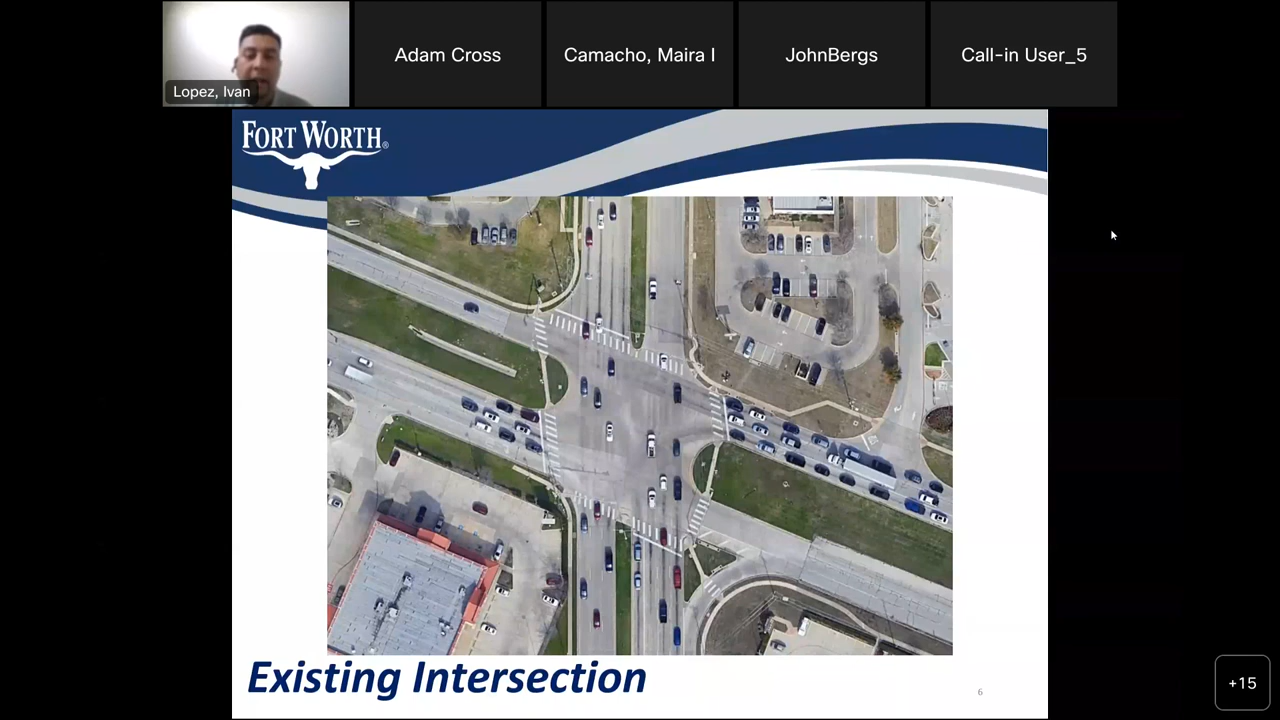 Lopez, Ivan
Adam Cross
Camacho, Maira I
JohnBergs
Call-in User_5
FORT WORTH®
Existing Intersection
6
+15